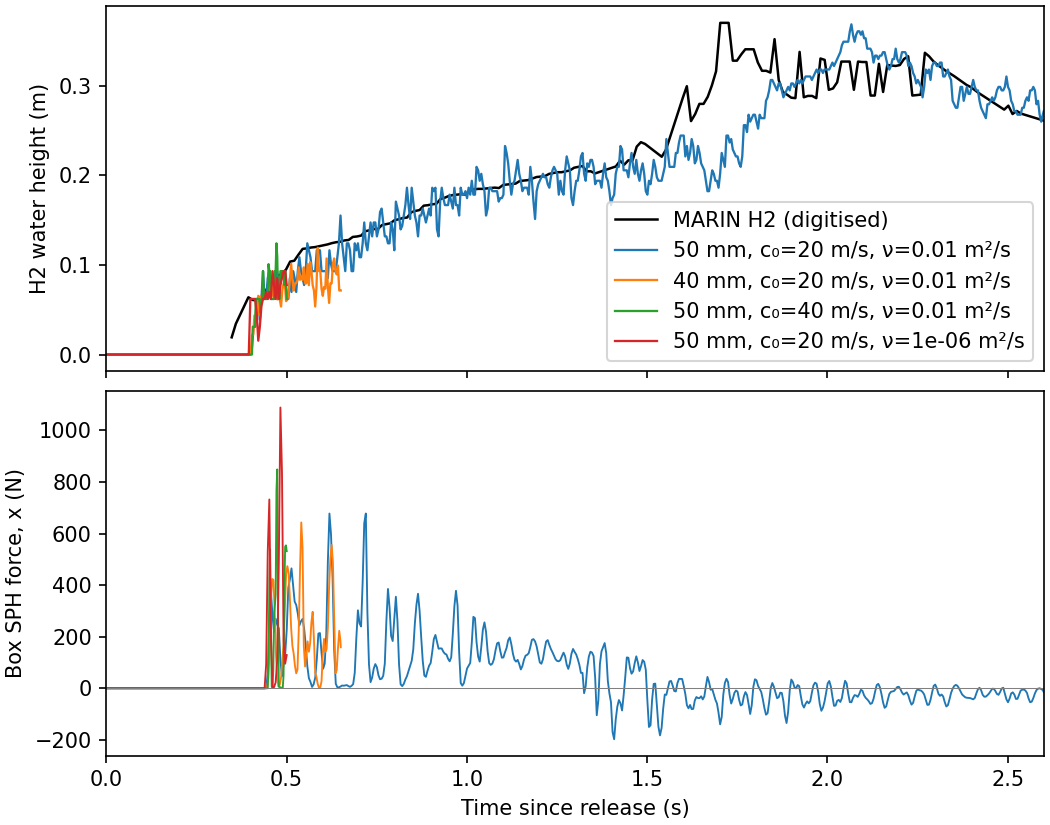 H2 water height (m)
0.3
0.2
0.1
0.0
MARIN H2 (digitised)
50 mm, c₀=20 m/s, ν=0.01 m²/s
40 mm, c₀=20 m/s, ν=0.01 m²/s
50 mm, c₀=40 m/s, ν=0.01 m²/s
50 mm, c₀=20 m/s, ν=1e-06 m²/s
Box SPH force, x (N)
1000
800
600
400
200
0
−200
0.0 0.5 1.0 1.5 2.0 2.5
Time since release (s)